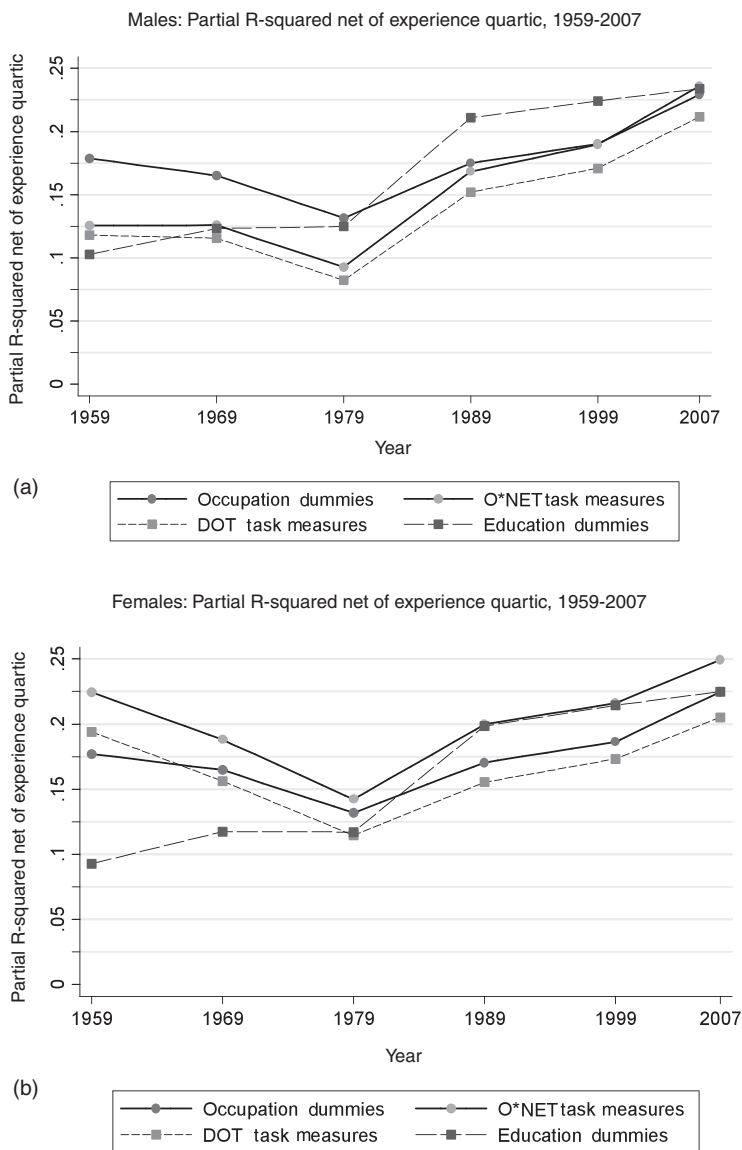 Males: Partial R-squared net of experience quartic, 1959-2007
Partial R-squared net of experience quartic
.25
.2
.15
.1
.05
0
1959 1969 1979 1989 1999 2007
Year
(a)
Occupation dummies O*NET task measures
DOT task measures Education dummies
Females: Partial R-squared net of experience quartic, 1959-2007
Partial R-squared net of experience quartic
.25
.2
.15
.1
.05
0
1959 1969 1979 1989 1999 2007
Year
(b)
Occupation dummies O*NET task measures
DOT task measures Education dummies